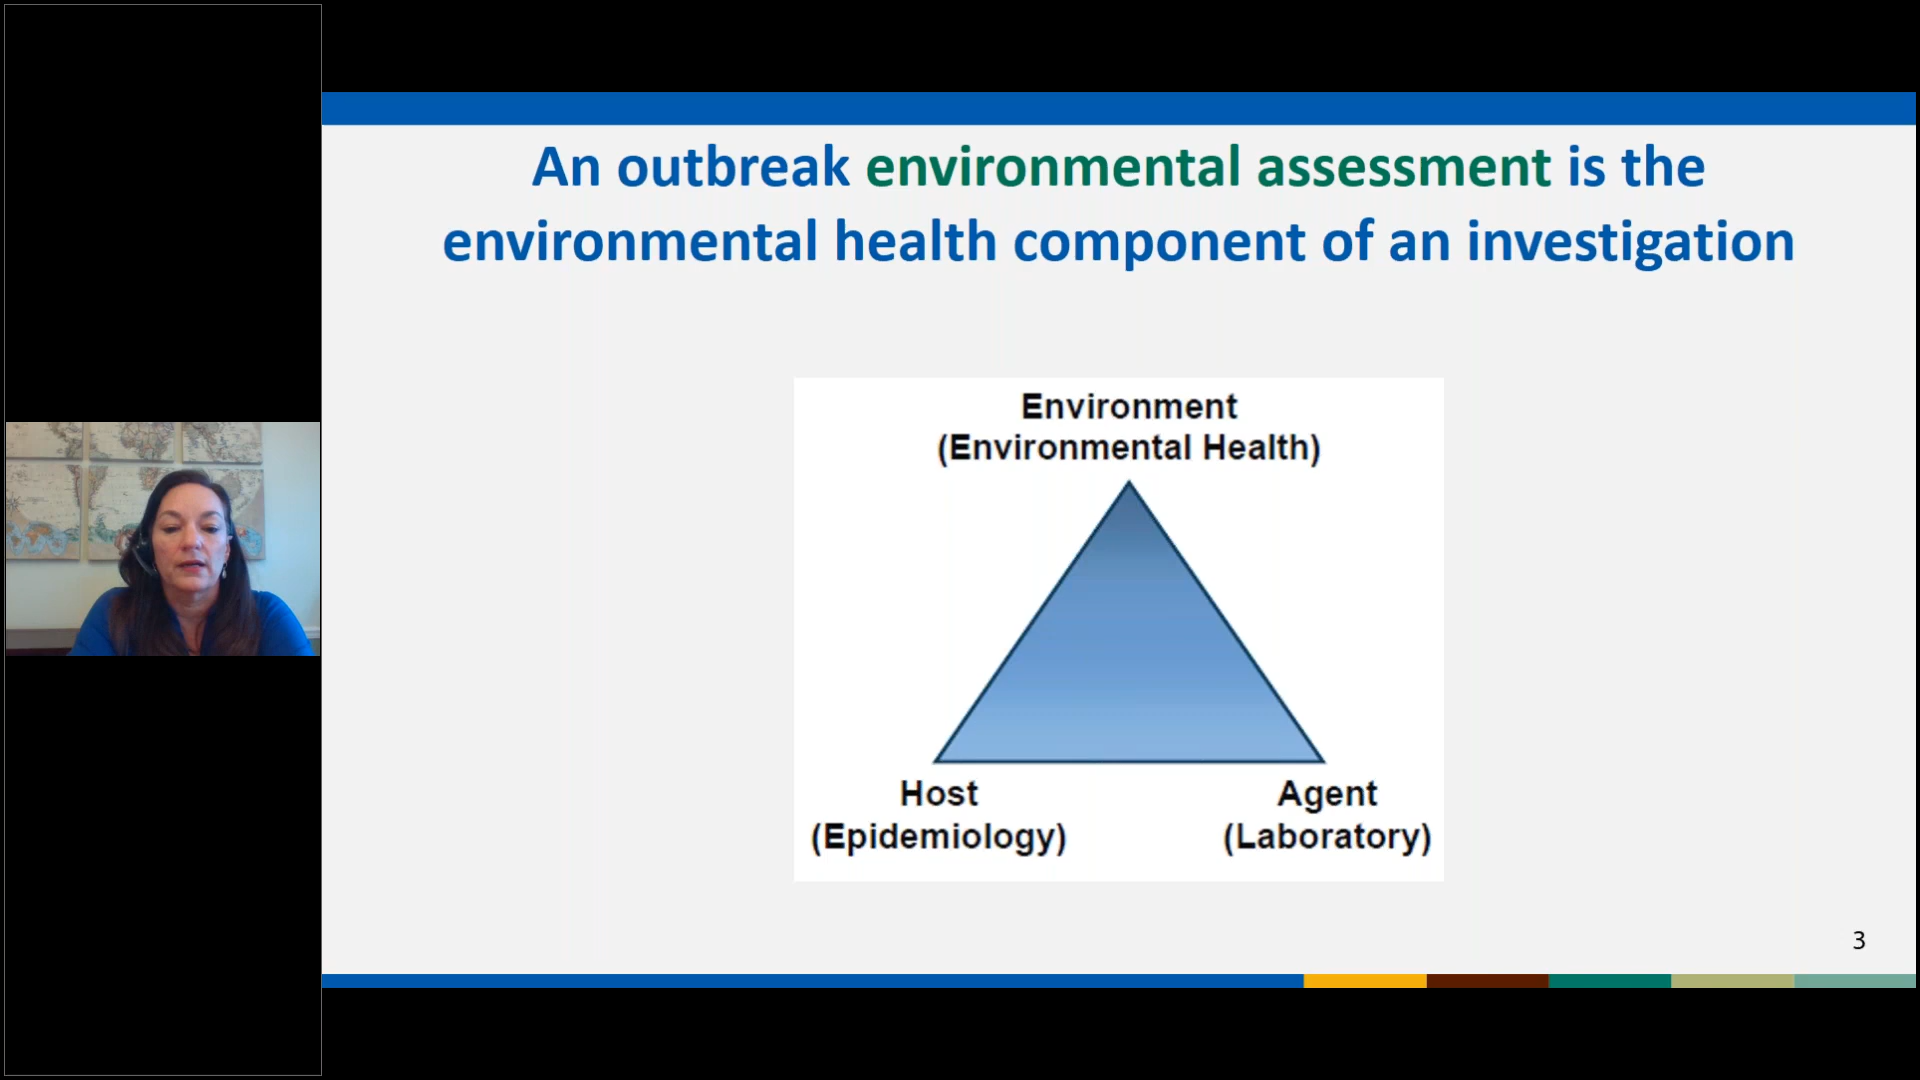 An outbreak environmental assessment is the
environmental health component of an investigation
Environment
(Environmental Health)
Host
(Epidemiology)
Agent
(Laboratory)
3